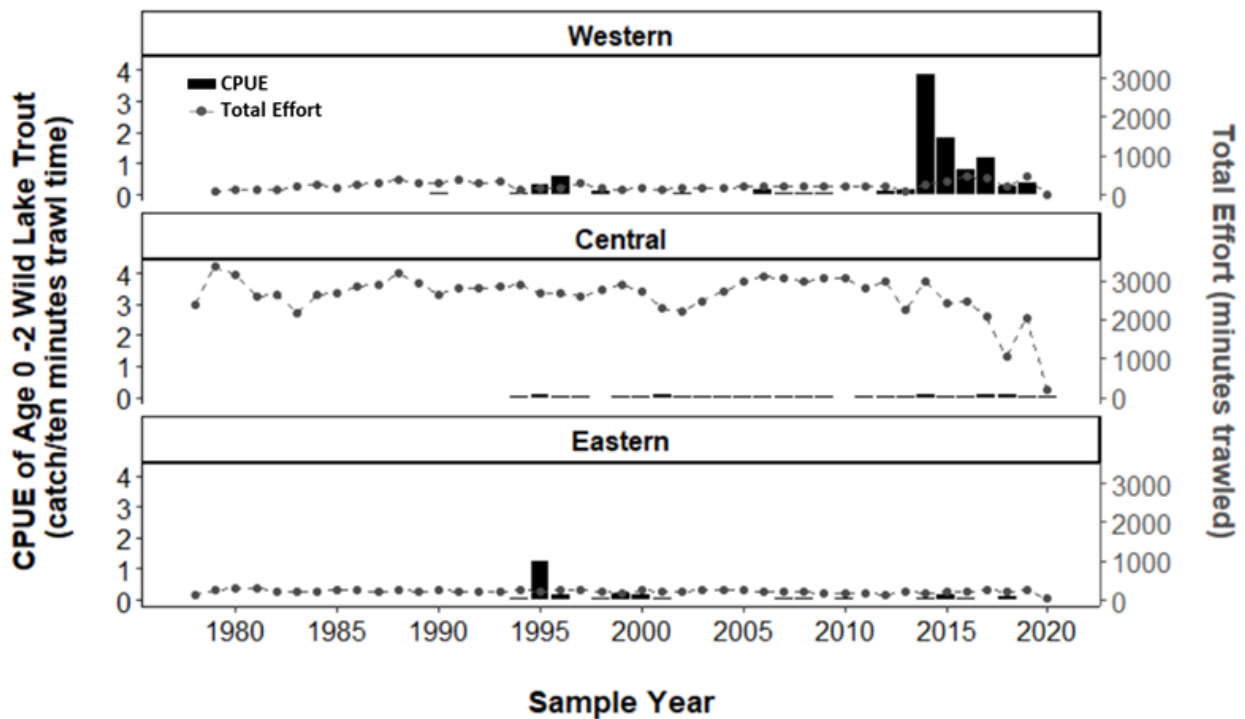 Western
CPUE
Total Effort
4
3
2
1
0
3000
2000
1000
0
Central
4
3
2
1
0
3000
2000
1000
0
Eastern
4
3
2
1
0
3000
2000
1000
0
1980 1985 1990 1995 2000 2005 2010 2015 2020
Sample Year
CPUE of Age 0 -2 Wild Lake Trout
(catch/ten minutes trawl time)
Total Effort (minutes trawled)